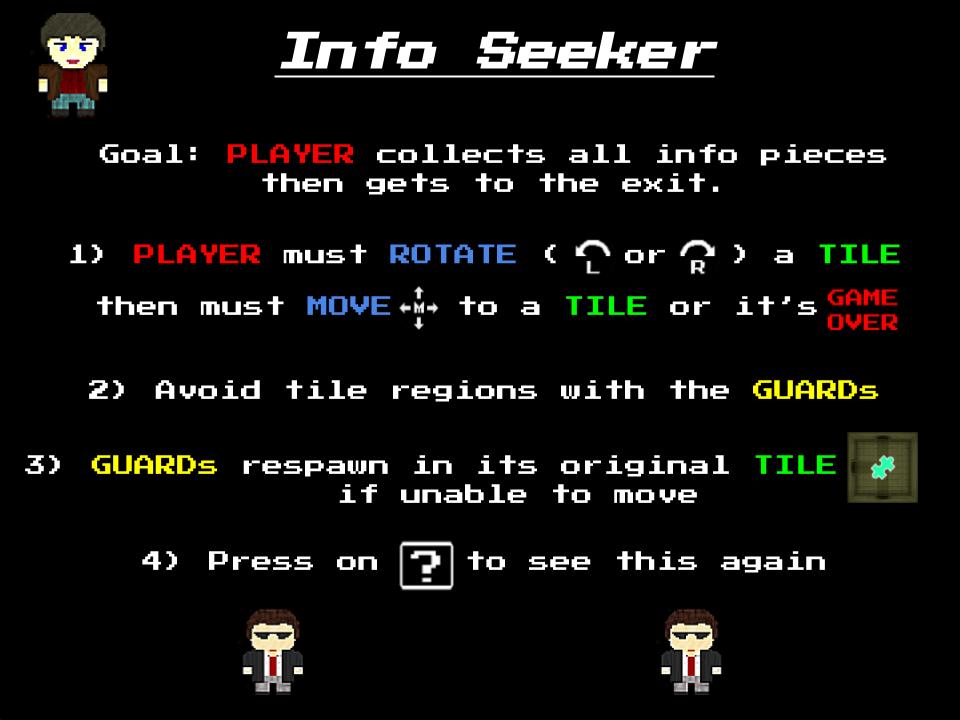 Info Seeker
Goal: PLAYER collects all info pieces
then gets to the exit.
1) PLAYER must ROTATE ( L or R ) a TILE
then must MOVE M to a TILE or it's GAME OVER
2) Avoid tile regions with the GUARDs
3) GUARDs respawn in its original TILE
if unable to move
4) Press on ? to see this again